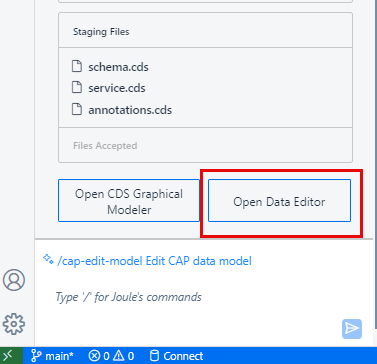 Staging Files
schema.cds
service.cds
annotations.cds
Files Accepted
Open CDS Graphical
Modeler
Open Data Editor
/cap-edit-model Edit CAP data model
Type '/' for Joule's commands
main* 0 0 Connect